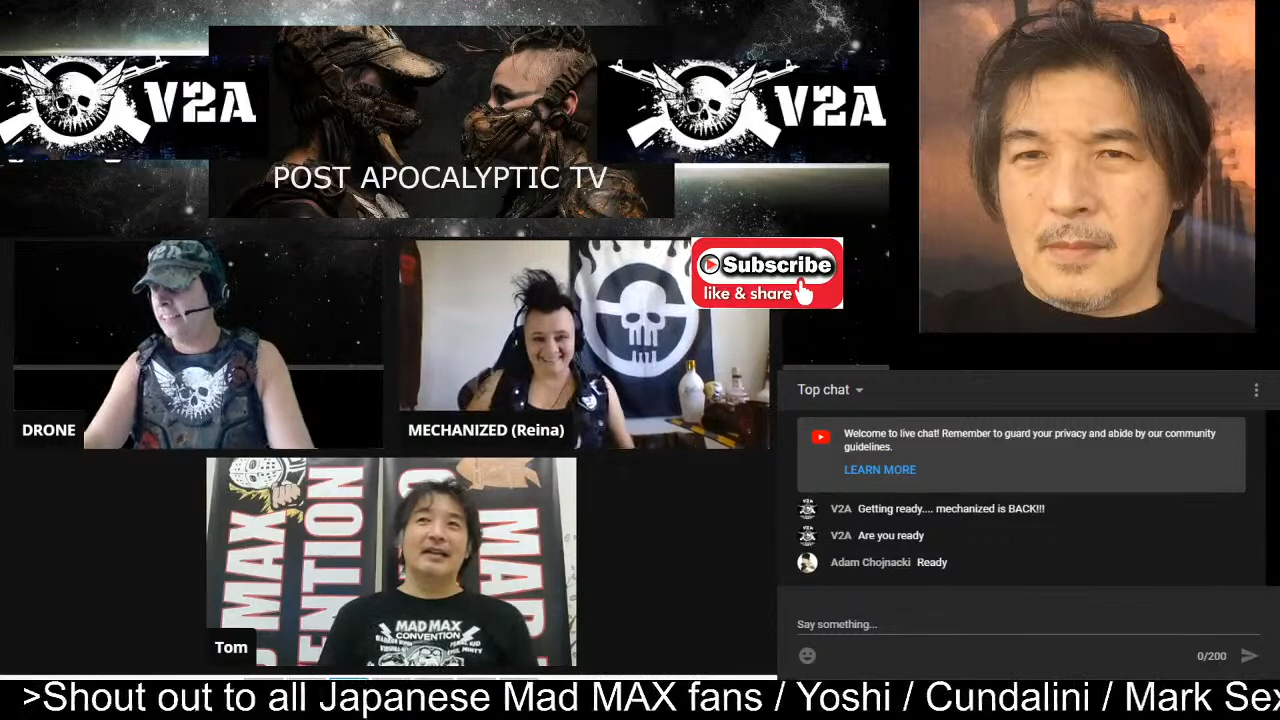 V2A
V2A
POST APOCALYPTIC TV
Subscribe
like & share
DRONE
MECHANIZED (Reina)
Top chat
Welcome to live chat! Remember to guard your privacy and abide by our community
guidelines.
LEARN MORE
V2A Getting ready.... mechanized is BACK!!!
V2A Are you ready
Adam Chojnacki Ready
MAD MAX
CONVENTION
Tom
Say something...
0/200
>Shout out to all Japanese Mad MAX fans / Yoshi / Cundalini / Mark Sex